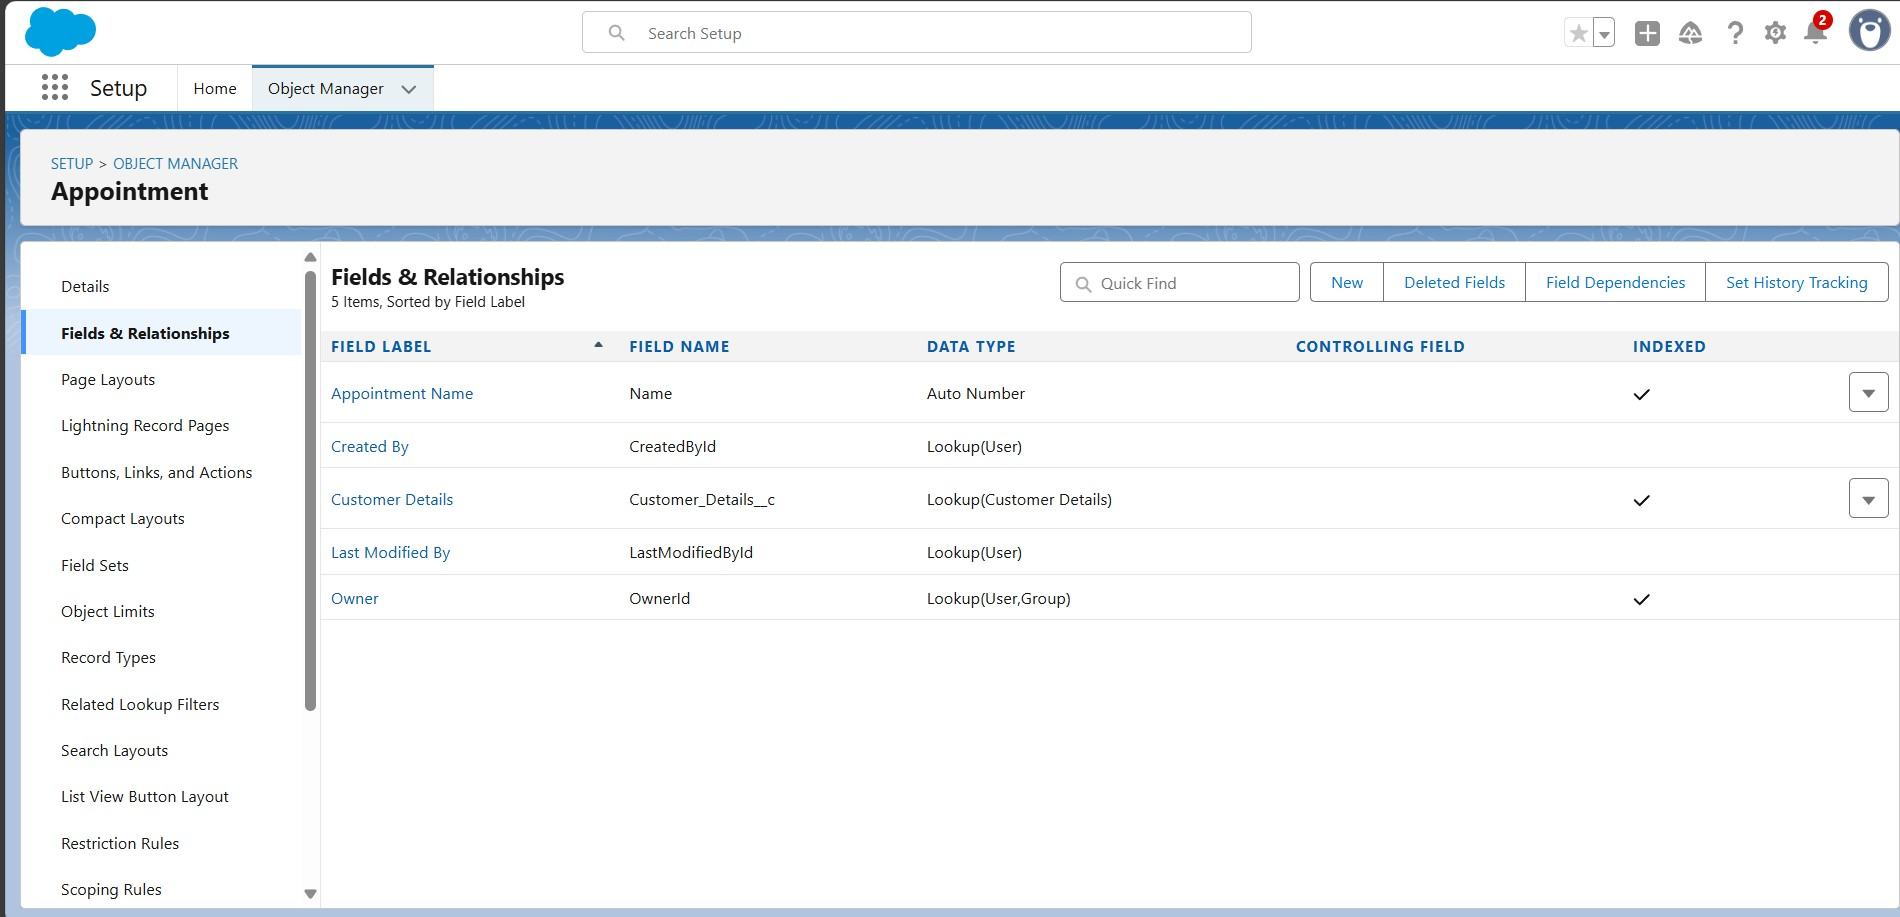 Search Setup
2
Setup
Home
Object Manager
SETUP > OBJECT MANAGER
Appointment
Details
Fields & Relationships
Page Layouts
Lightning Record Pages
Buttons, Links, and Actions
Compact Layouts
Field Sets
Object Limits
Record Types
Related Lookup Filters
Search Layouts
List View Button Layout
Restriction Rules
Scoping Rules
Fields & Relationships
5 Items, Sorted by Field Label
Quick Find
New
Deleted Fields
Field Dependencies
Set History Tracking
FIELD LABEL FIELD NAME DATA TYPE CONTROLLING FIELD INDEXED
Appointment Name Name Auto Number
Created By CreatedById Lookup(User)
Customer Details Customer_Details__c Lookup(Customer Details)
Last Modified By LastModifiedById Lookup(User)
Owner OwnerId Lookup(User,Group)